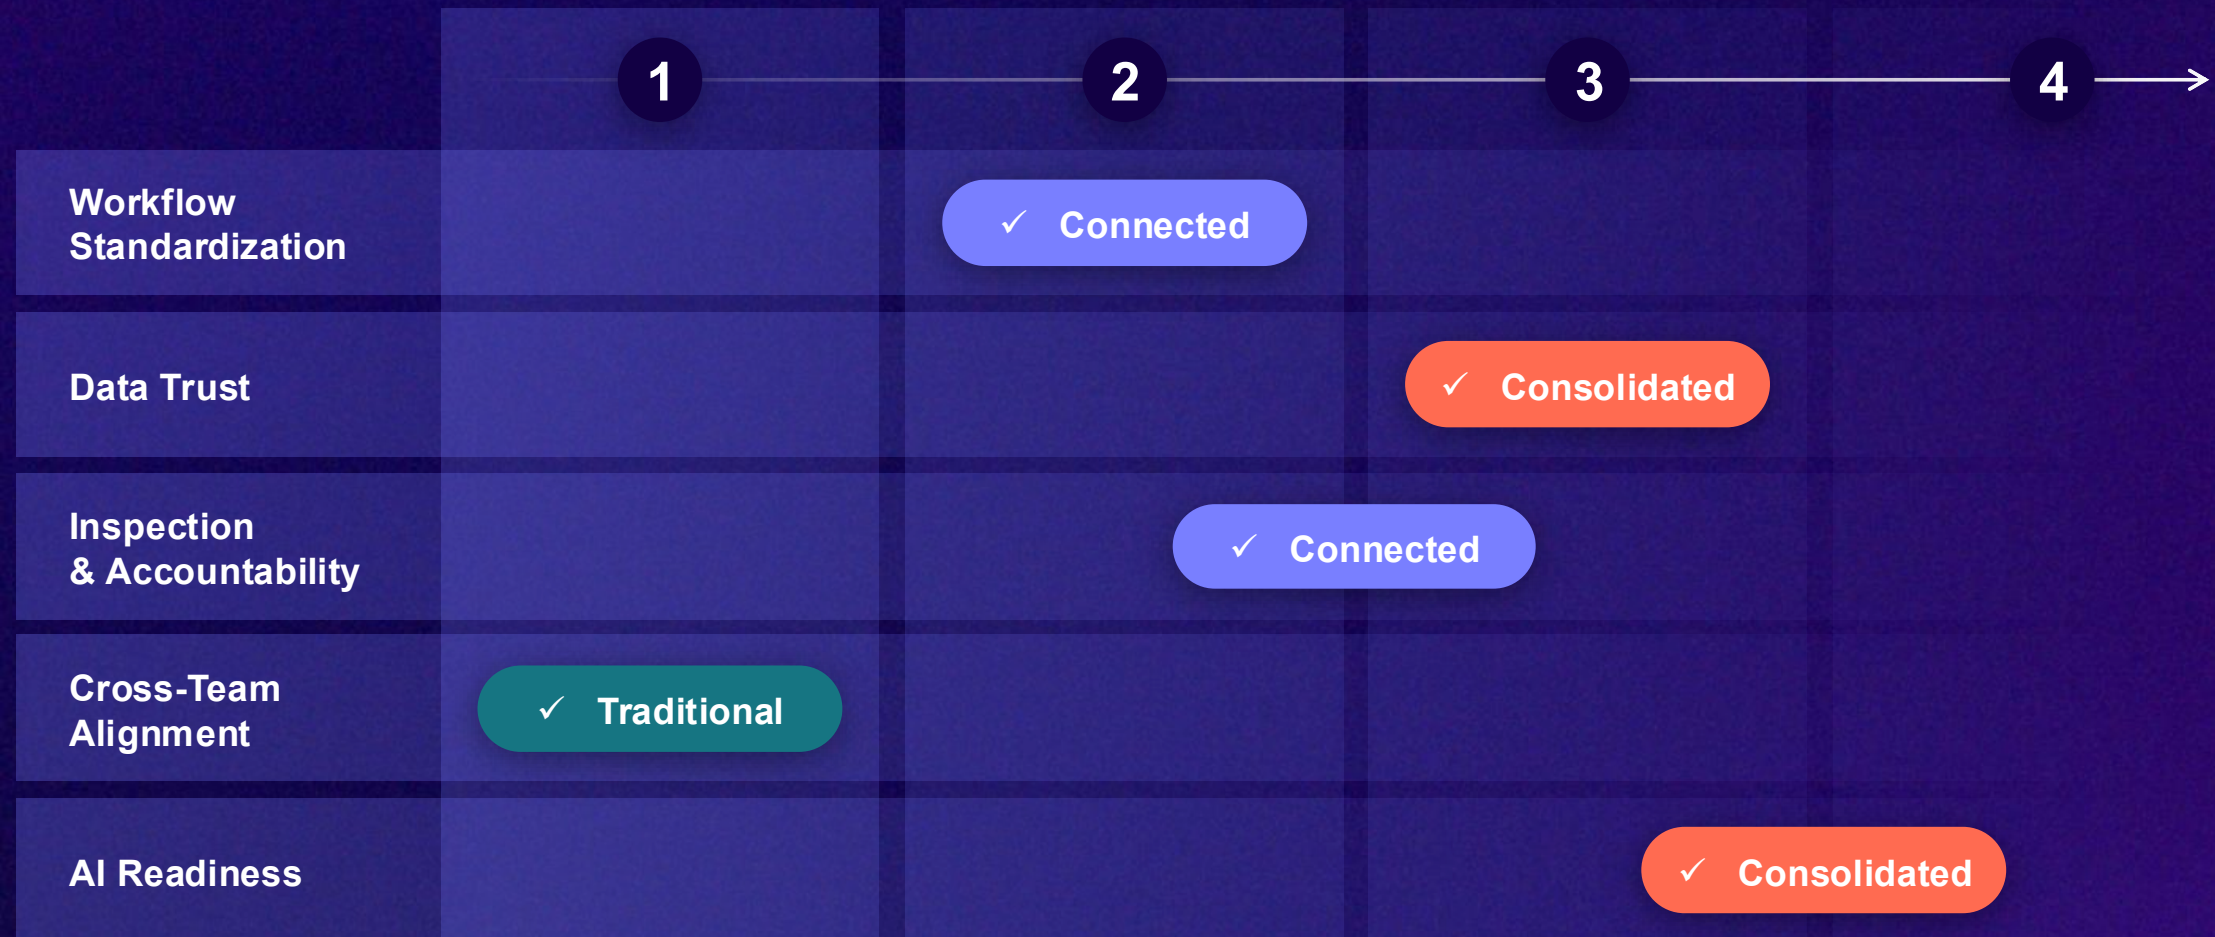 1 2 3 4
Workflow
Standardization
✓ Connected
Data Trust
✓ Consolidated
Inspection
& Accountability
✓ Connected
Cross-Team
Alignment
✓ Traditional
AI Readiness
✓ Consolidated